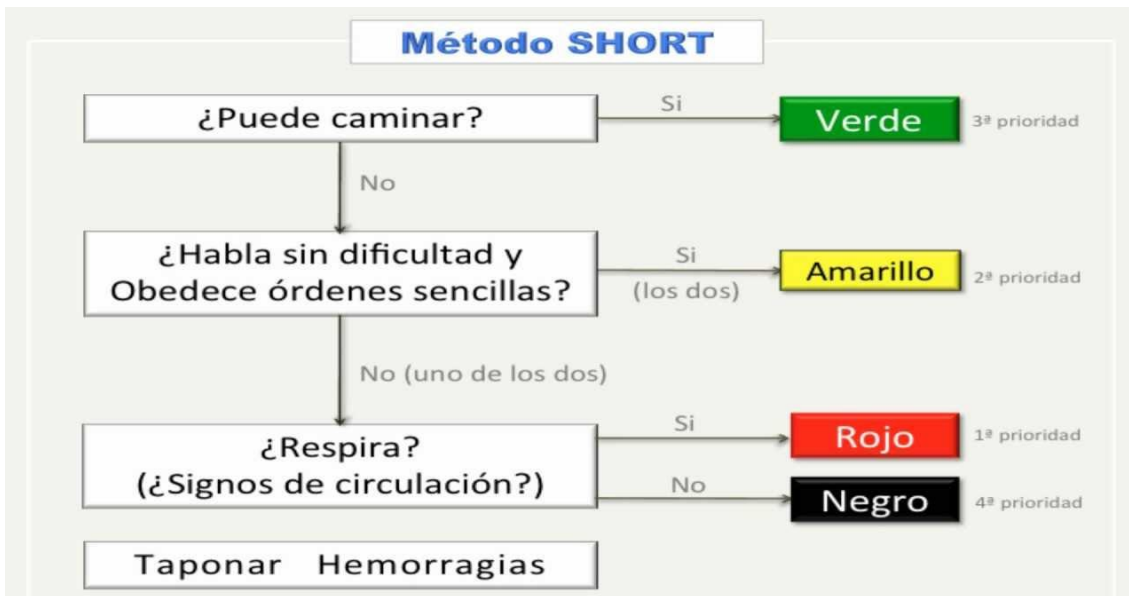 Método SHORT
¿Puede caminar?
Si
Verde
3ª prioridad
No
¿Habla sin dificultad y
Obedece órdenes sencillas?
Si
(los dos)
Amarillo
2ª prioridad
No (uno de los dos)
¿Respira?
(¿Signos de circulación?)
Si
Rojo
1ª prioridad
No
Negro
4ª prioridad
Taponar Hemorragias